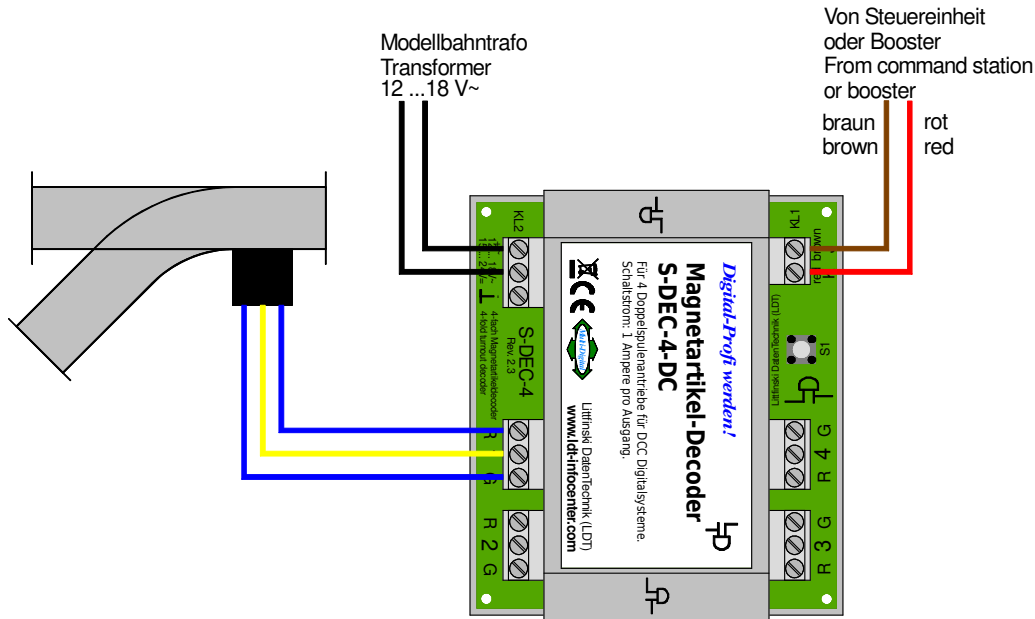 Modellbahntrafo
Transformer
12 ...18 V~
Von Steuereinheit
oder Booster
From command station
or booster
braun
brown
rot
red
KL2
4-fach Magnetartikeldecoder
4-fold turnout decoder
S-DEC-4
Rev. 2.3
R
G
R 2 G
Digital-Profi werden!
Magnetartikel-Decoder
S-DEC-4-DC
Für 4 Doppelspulenantriebe für DCC Digitalsysteme.
Schaltstrom: 1 Ampere pro Ausgang.
CE
Multi-Digital
Littfinski DatenTechnik (LDT)
www.ldt-infocenter.com
KL1
red brown
S1
Littfinski DatenTechnik (LDT)
R 4 G
R 3 G